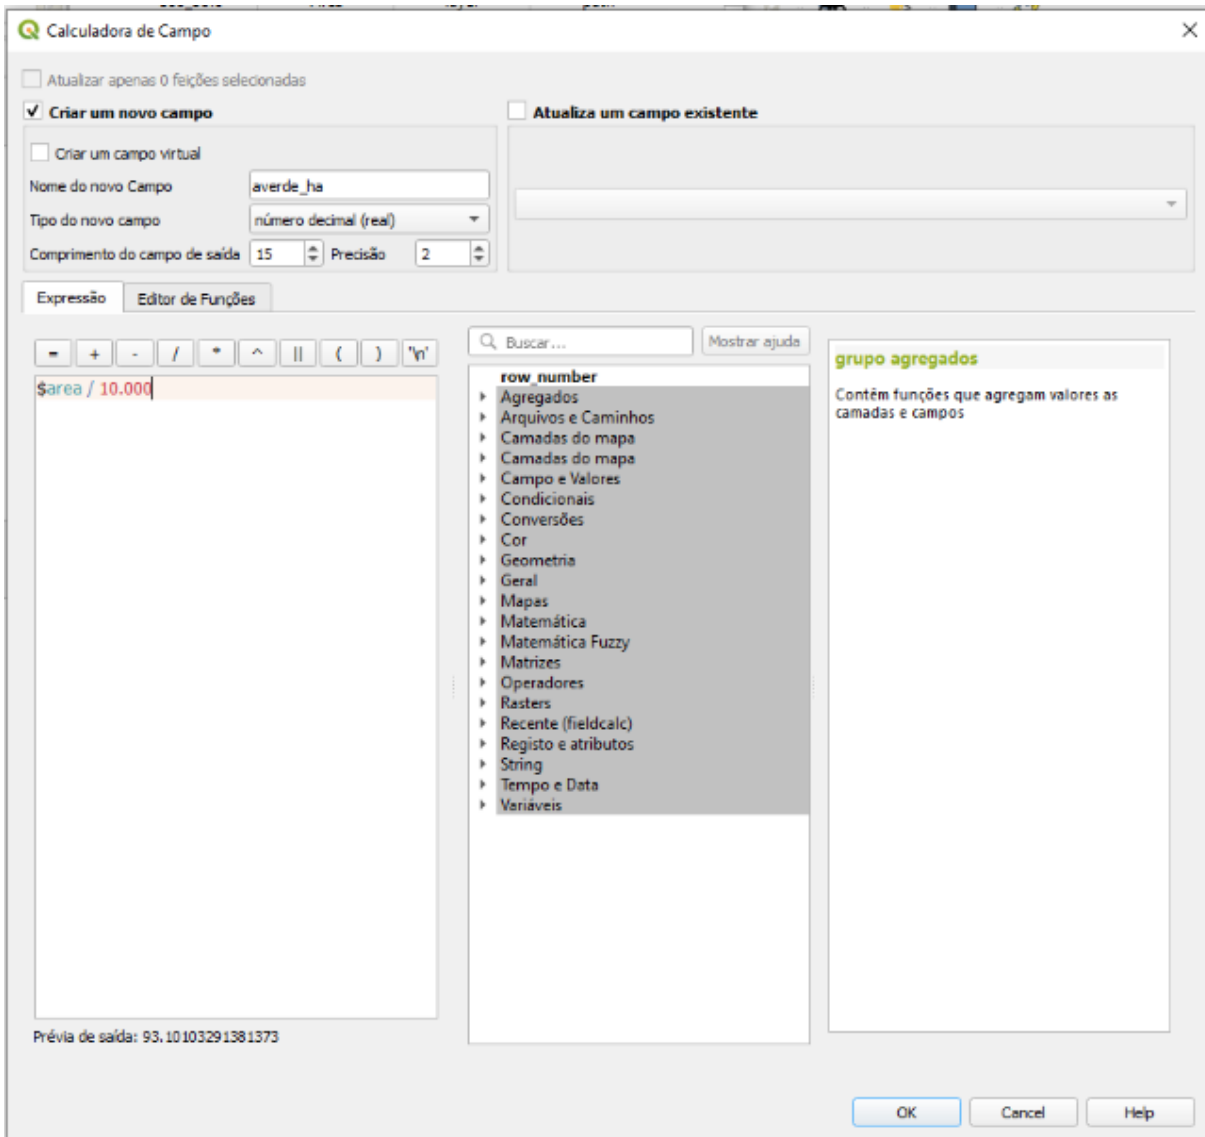 Calculadora de Campo
Atualizar apenas 0 feições selecionadas
Criar um novo campo
Atualiza um campo existente
Criar um campo virtual
Nome do novo Campo averde_ha
Tipo do novo campo número decimal (real)
Comprimento do campo de saída 15 Precisão 2
Expressão Editor de Funções
= + - / * ^ || ( ) '\n'
$area / 10.000
Prévia de saída: 93.10103291381373
Buscar... Mostrar ajuda
row_number
Agregados
Arquivos e Caminhos
Camadas do mapa
Camadas do mapa
Campo e Valores
Condicionais
Conversões
Cor
Geometria
Geral
Mapas
Matemática
Matemática Fuzzy
Matrizes
Operadores
Rasters
Recente (fieldcalc)
Registo e atributos
String
Tempo e Data
Variáveis
grupo agregados
Contém funções que agregam valores as
camadas e campos
OK Cancel Help